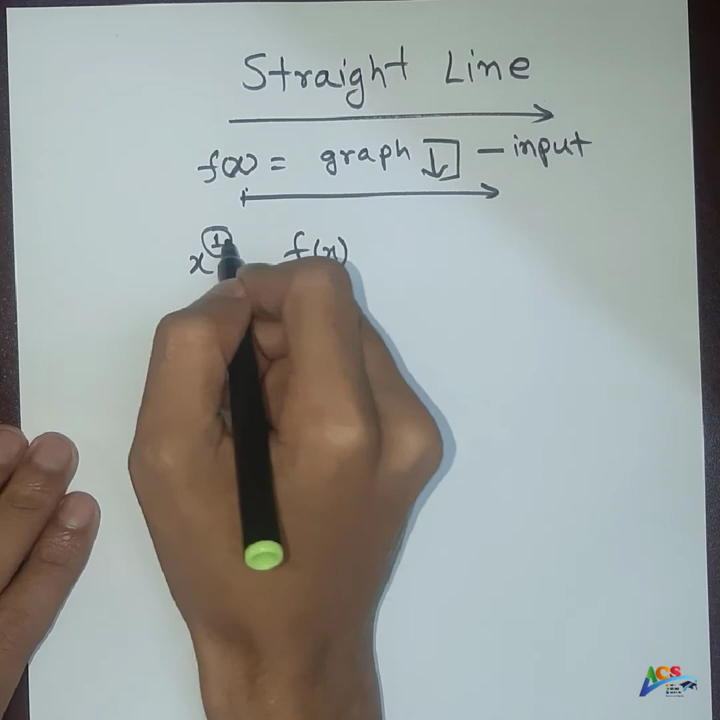 Straight Line
f(x) = graph ↓ — input
x¹ f(x)
ACS